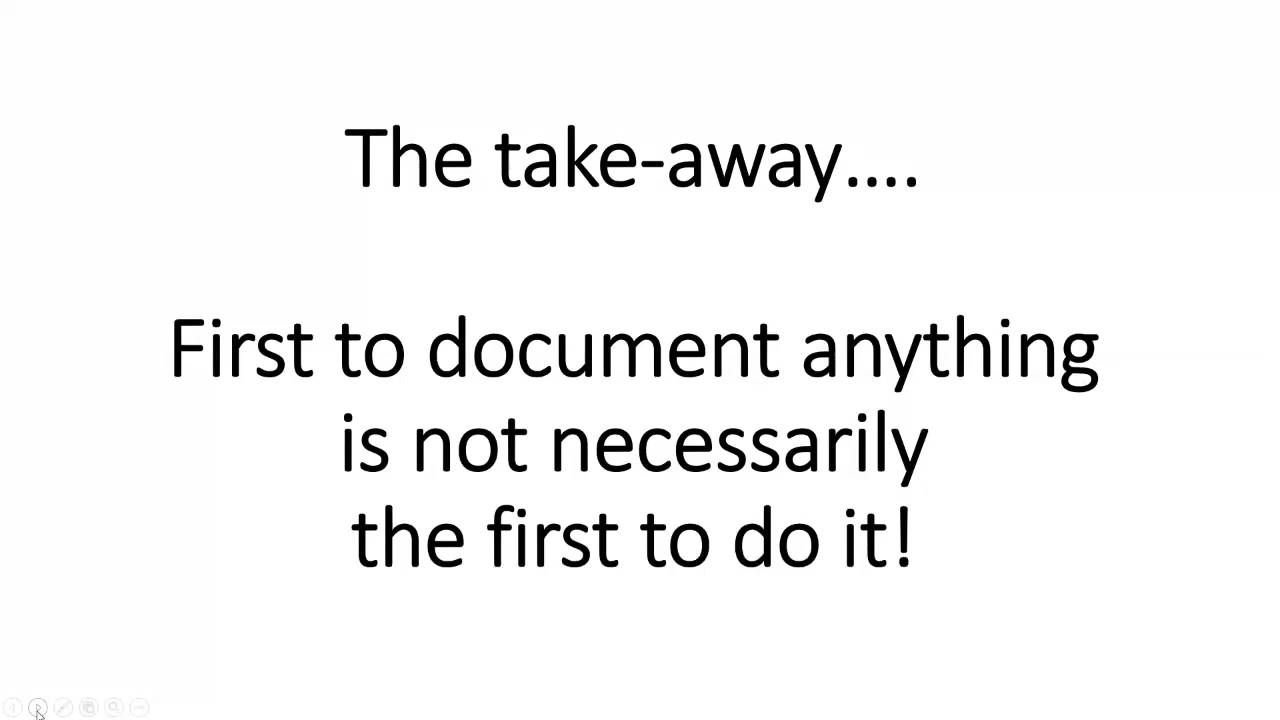 The take-away....
First to document anything
is not necessarily
the first to do it!